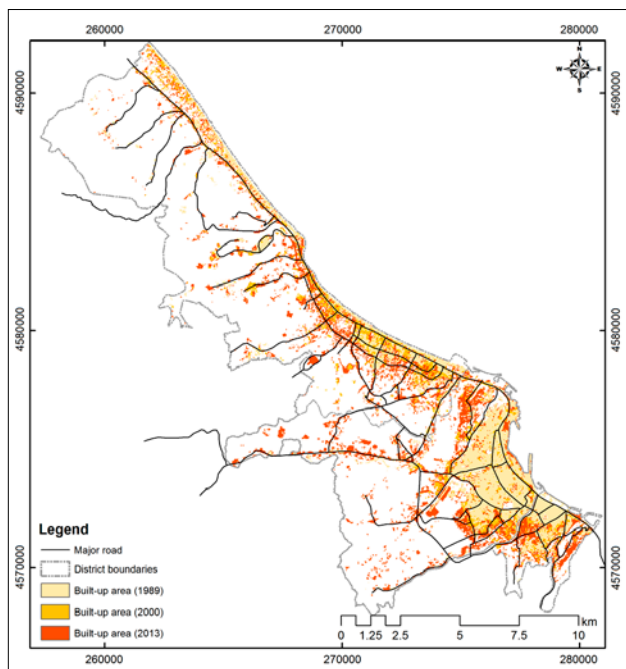 260000 270000 280000
N
W E
S
4590000 4590000
4580000 4580000
4570000 4570000
Legend
Major road
District boundaries
Built-up area (1989)
Built-up area (2000)
Built-up area (2013)
km
0 1.25 2.5 5 7.5 10
260000 270000 280000